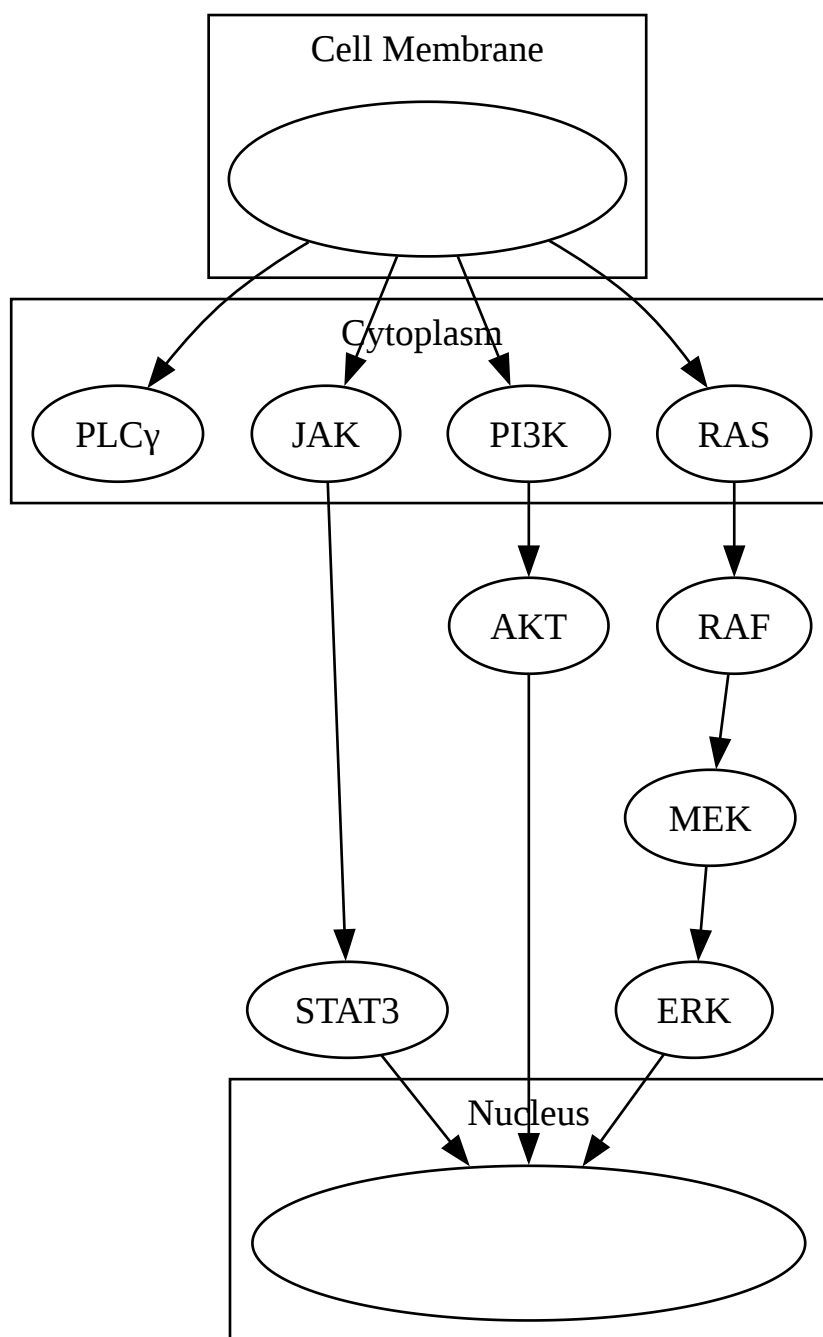 Cell Membrane
Cytoplasm
PLCγ
JAK
PI3K
RAS
AKT
RAF
MEK
STAT3
ERK
Nucleus